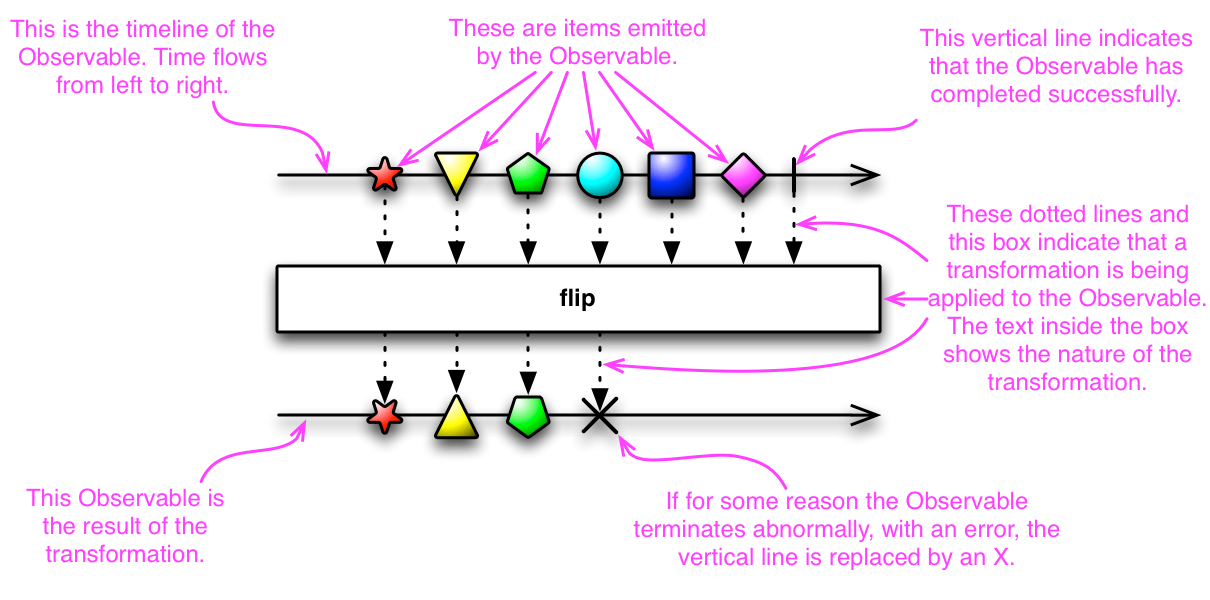 This is the timeline of the
Observable. Time flows
from left to right.
These are items emitted
by the Observable.
This vertical line indicates
that the Observable has
completed successfully.
These dotted lines and
this box indicate that a
transformation is being
applied to the Observable.
The text inside the box
shows the nature of the
transformation.
flip
This Observable is
the result of the
transformation.
If for some reason the Observable
terminates abnormally, with an error, the
vertical line is replaced by an X.